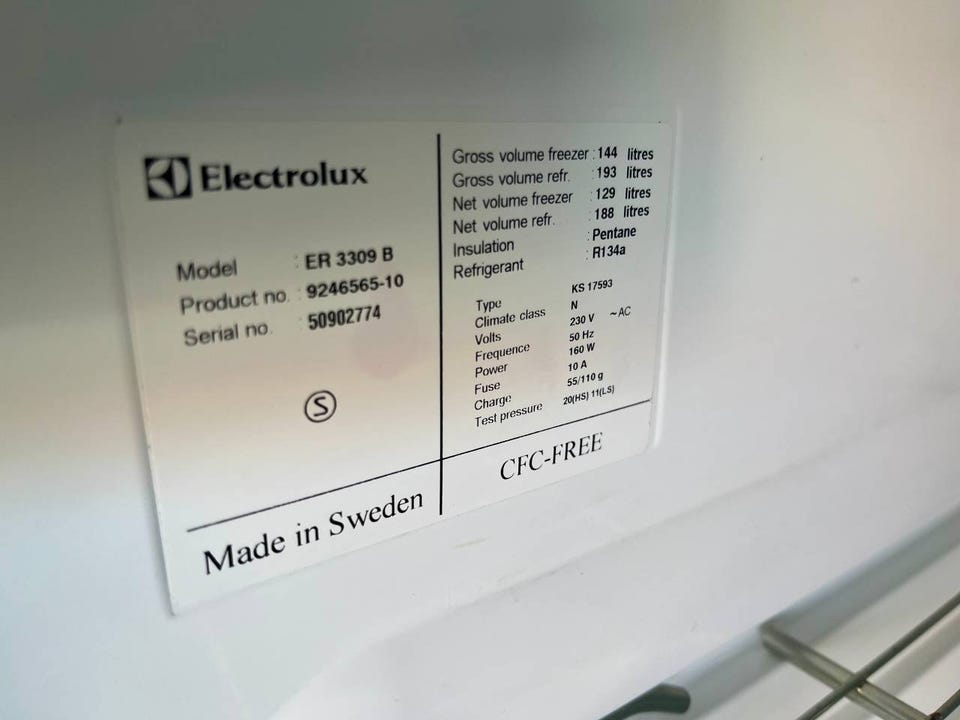 Electrolux
Model : ER 3309 B
Product no. : 9246565-10
Serial no. : 50902774
S
Made in Sweden
Gross volume freezer : 144 litres
Gross volume refr. : 193 litres
Net volume freezer : 129 litres
Net volume refr. : 188 litres
Insulation : Pentane
Refrigerant : R134a
Type KS 17593
Climate class N
Volts 230 V ~AC
Frequence 50 Hz
Power 160 W
Fuse 10 A
Charge 55/110 g
Test pressure 20(HS) 11(LS)
CFC-FREE